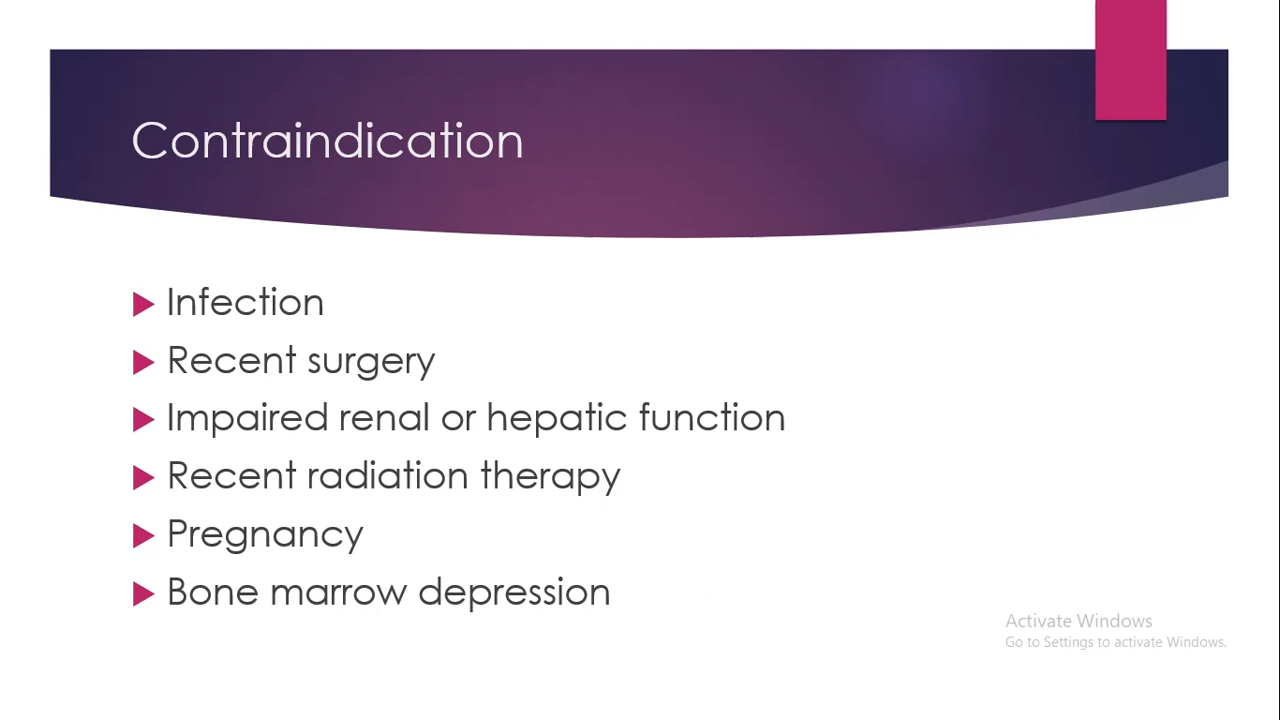 Contraindication
Infection
Recent surgery
Impaired renal or hepatic function
Recent radiation therapy
Pregnancy
Bone marrow depression
Activate Windows
Go to Settings to activate Windows.